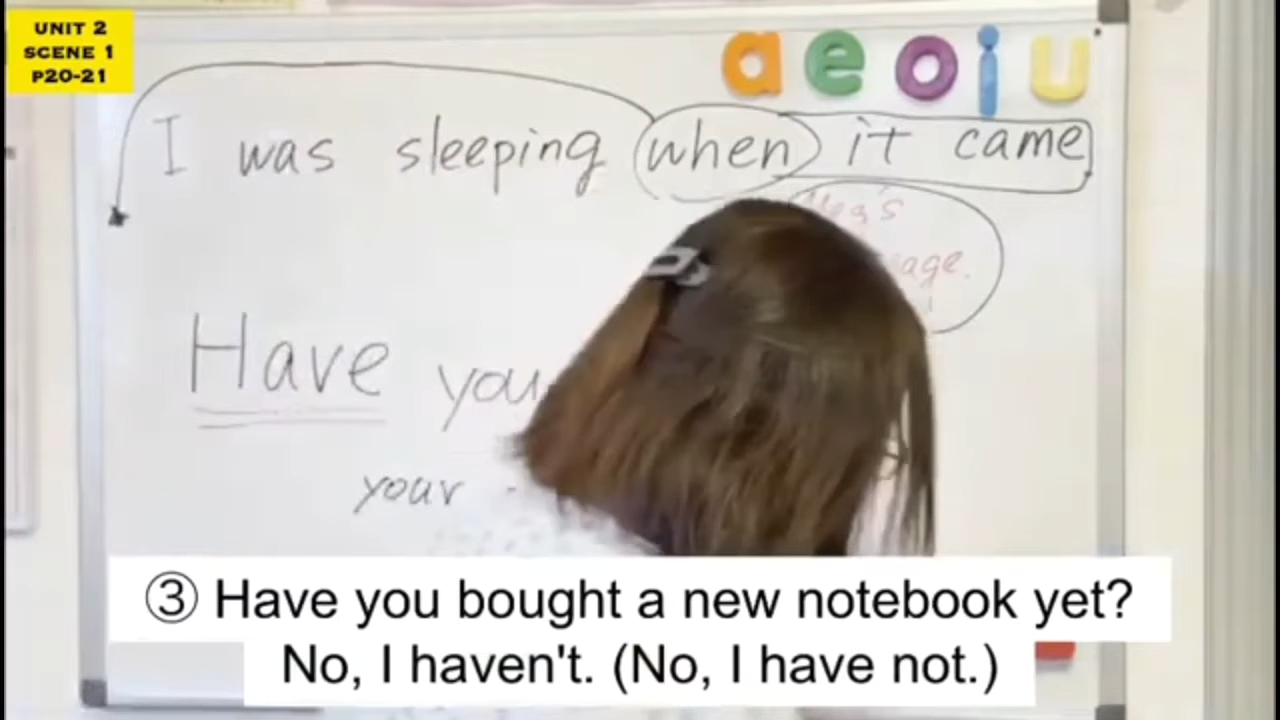 UNIT 2
SCENE 1
P20-21
a e o i u
I was sleeping when it came
Have you
your
③ Have you bought a new notebook yet?
No, I haven't. (No, I have not.)